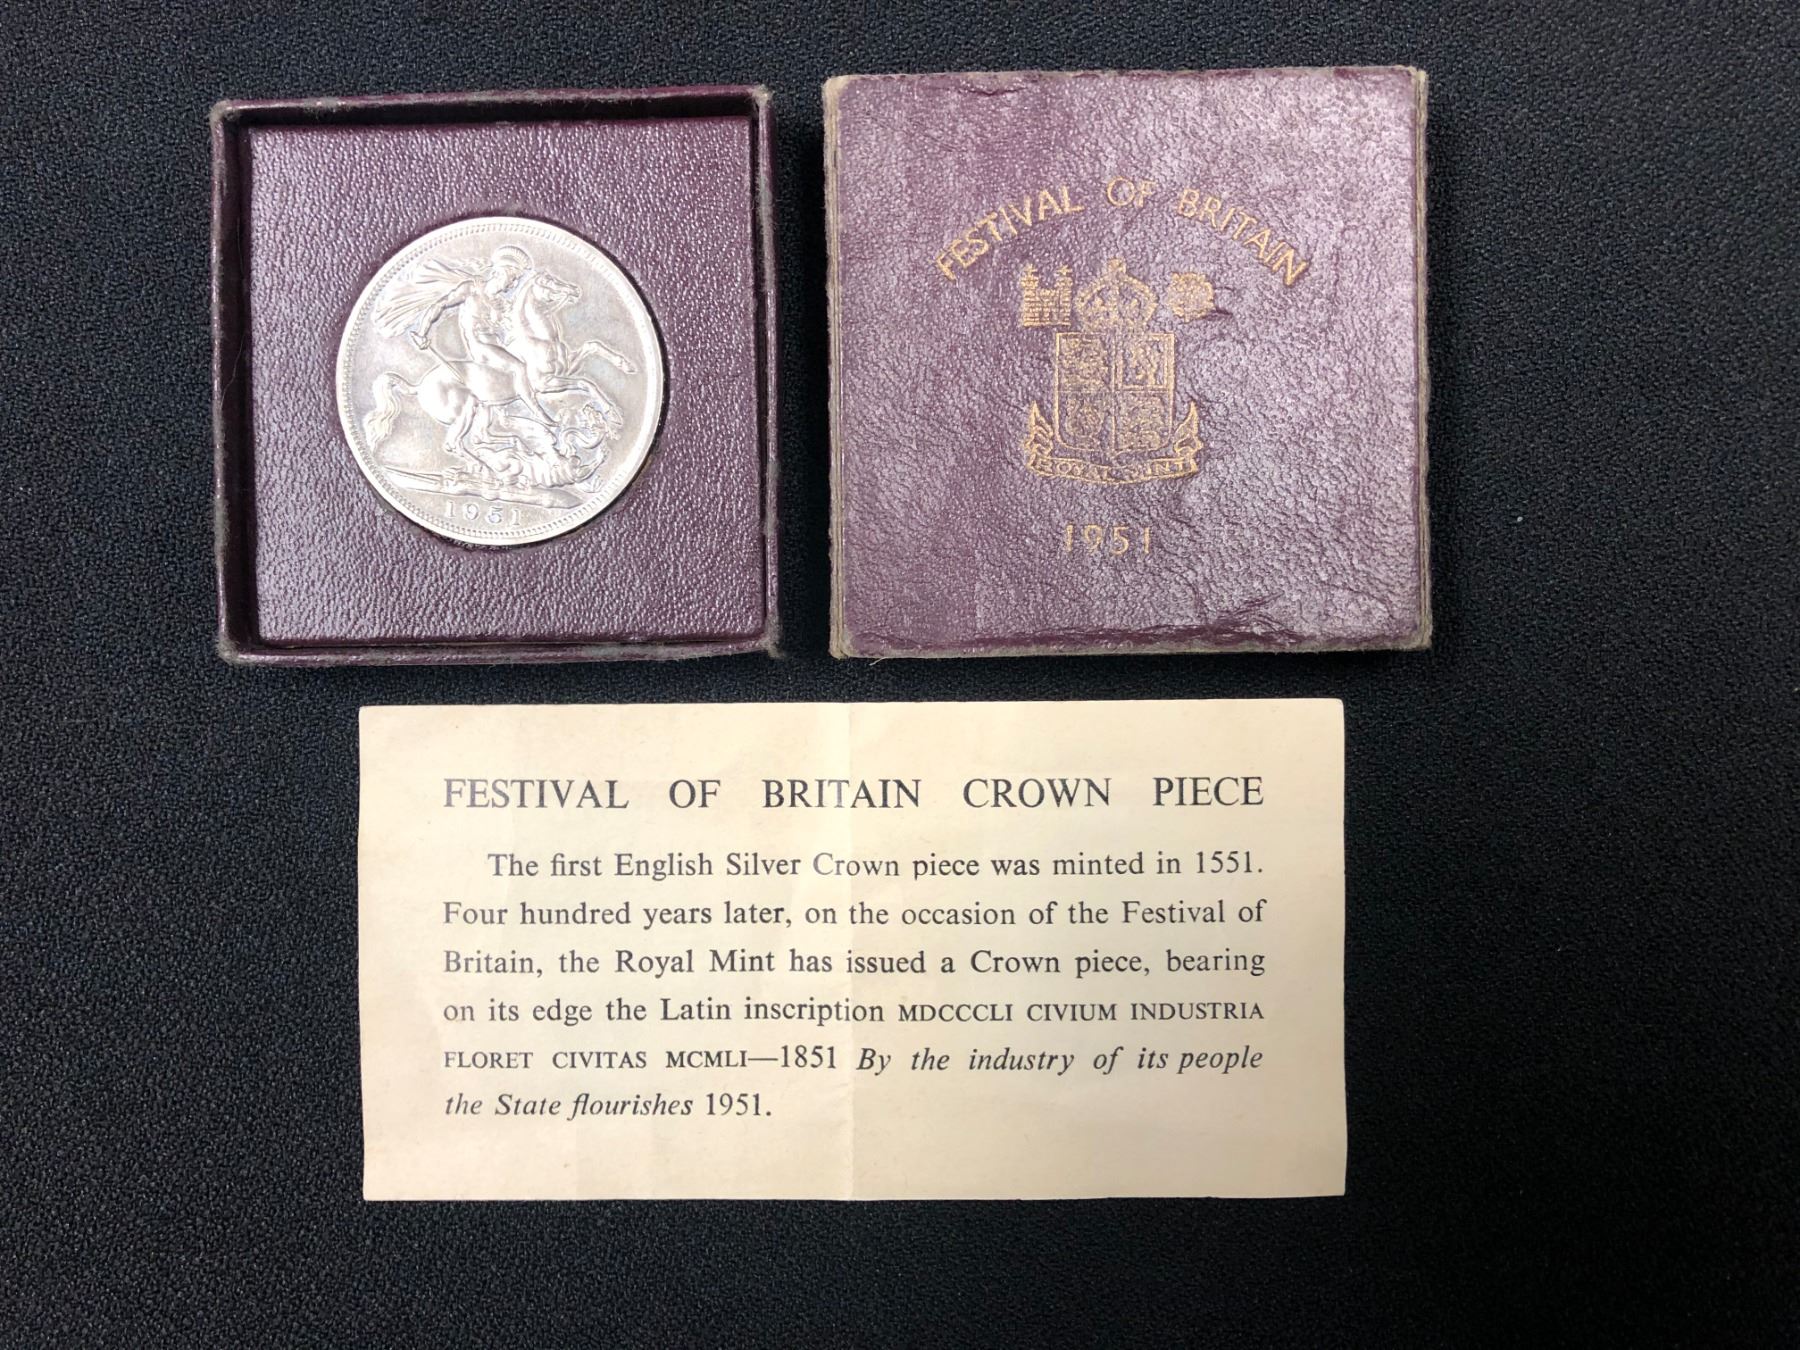 1951
FESTIVAL OF BRITAIN
ROYAL MINT
1951
FESTIVAL OF BRITAIN CROWN PIECE
The first English Silver Crown piece was minted in 1551.
Four hundred years later, on the occasion of the Festival of
Britain, the Royal Mint has issued a Crown piece, bearing
on its edge the Latin inscription MDCCCLI CIVIUM INDUSTRIA
FLORET CIVITAS MCMLI—1851 By the industry of its people
the State flourishes 1951.